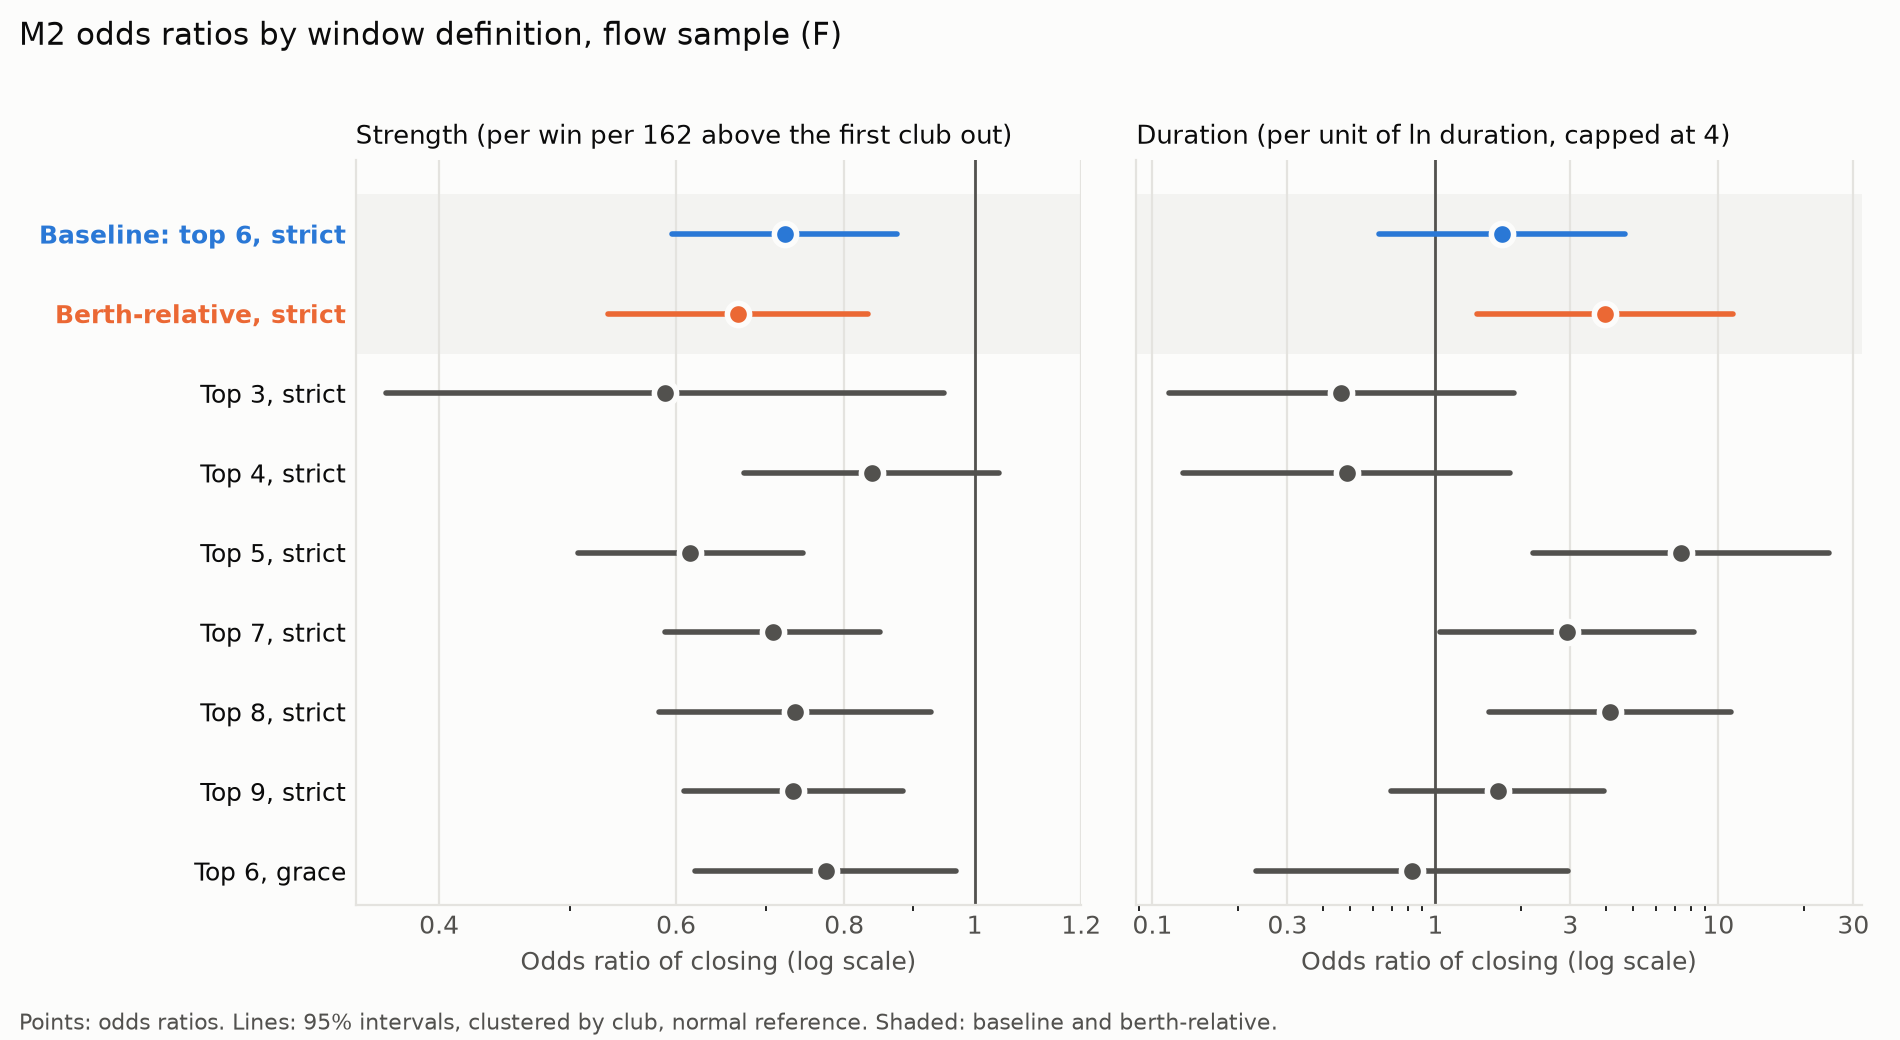 M2 odds ratios by window definition, flow sample (F)
Strength (per win per 162 above the first club out)
Duration (per unit of ln duration, capped at 4)
Baseline: top 6, strict
Berth-relative, strict
Top 3, strict
Top 4, strict
Top 5, strict
Top 7, strict
Top 8, strict
Top 9, strict
Top 6, grace
0.4 0.6 0.8 1 1.2
0.1 0.3 1 3 10 30
Odds ratio of closing (log scale)
Odds ratio of closing (log scale)
Points: odds ratios. Lines: 95% intervals, clustered by club, normal reference. Shaded: baseline and berth-relative.